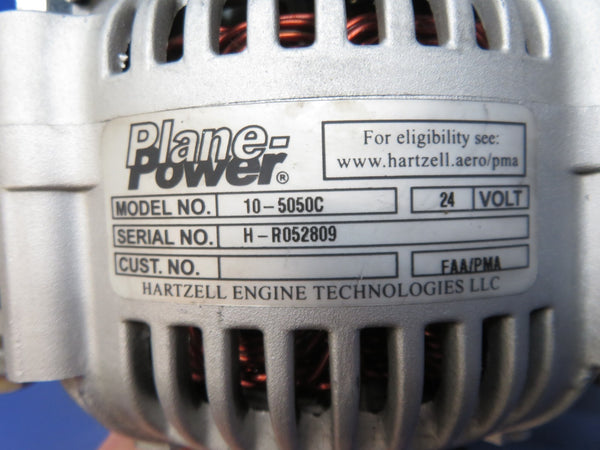 Plane-
Power®
For eligibility see:
www.hartzell.aero/pma
MODEL NO. 10-5050C 24 VOLT
SERIAL NO. H-R052809
CUST. NO. FAA/PMA
HARTZELL ENGINE TECHNOLOGIES LLC